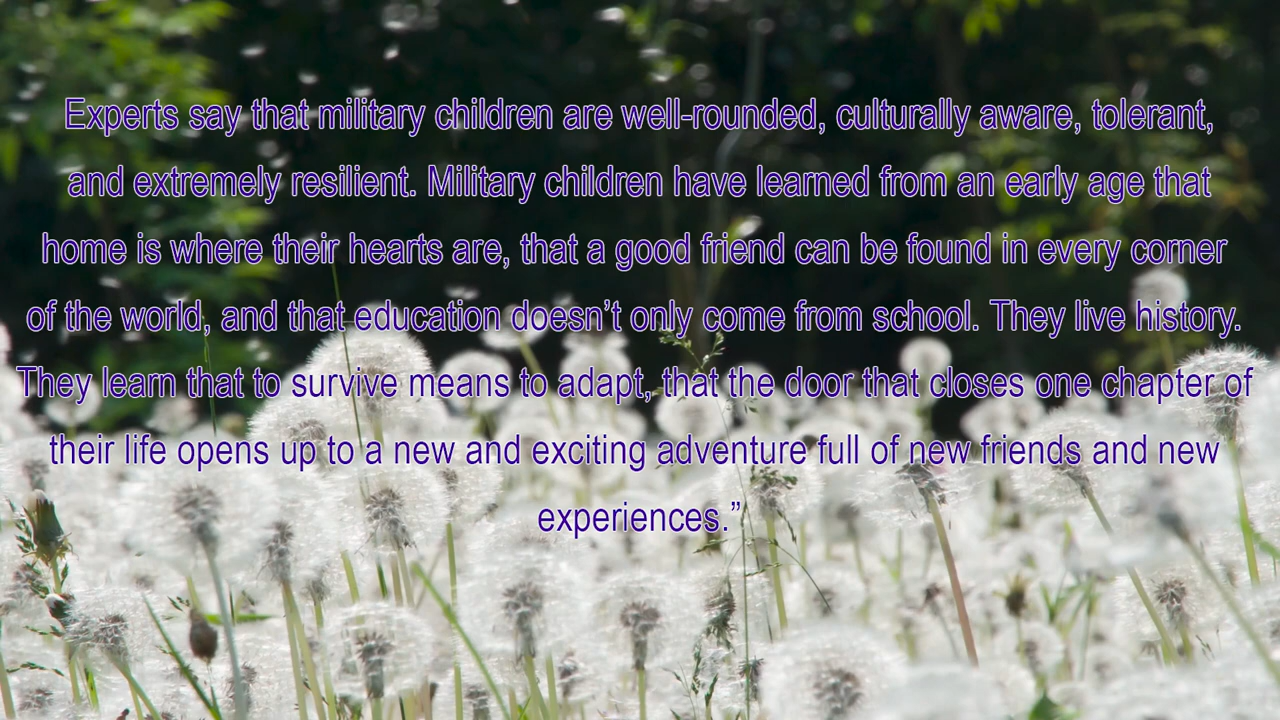 Experts say that military children are well-rounded, culturally aware, tolerant,
and extremely resilient. Military children have learned from an early age that
home is where their hearts are, that a good friend can be found in every corner
of the world, and that education doesn’t only come from school. They live history.
They learn that to survive means to adapt, that the door that closes one chapter of
their life opens up to a new and exciting adventure full of new friends and new
experiences.”